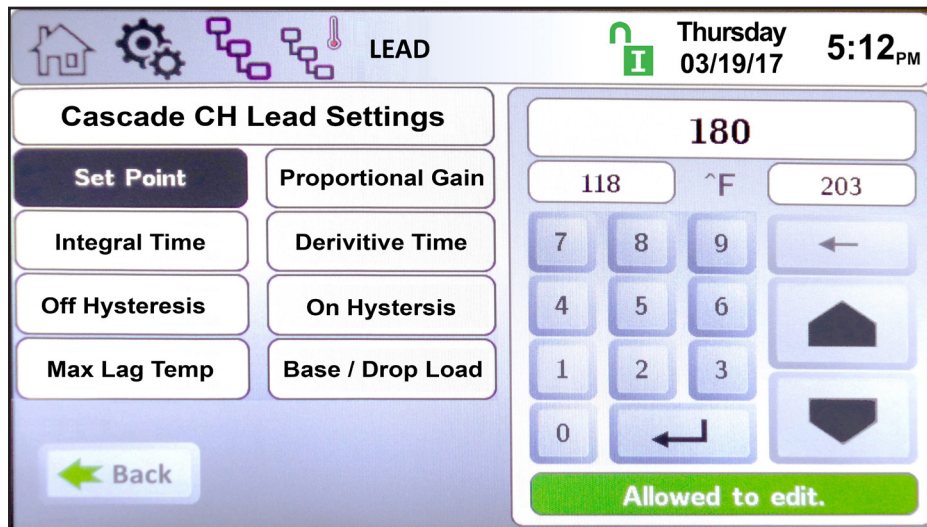 LEAD
I
Thursday
03/19/17
5:12PM
Cascade CH Lead Settings
Set Point
Proportional Gain
Integral Time
Derivitive Time
Off Hysteresis
On Hystersis
Max Lag Temp
Base / Drop Load
Back
180
118
^F
203
7 8 9
4 5 6
1 2 3
0
Allowed to edit.